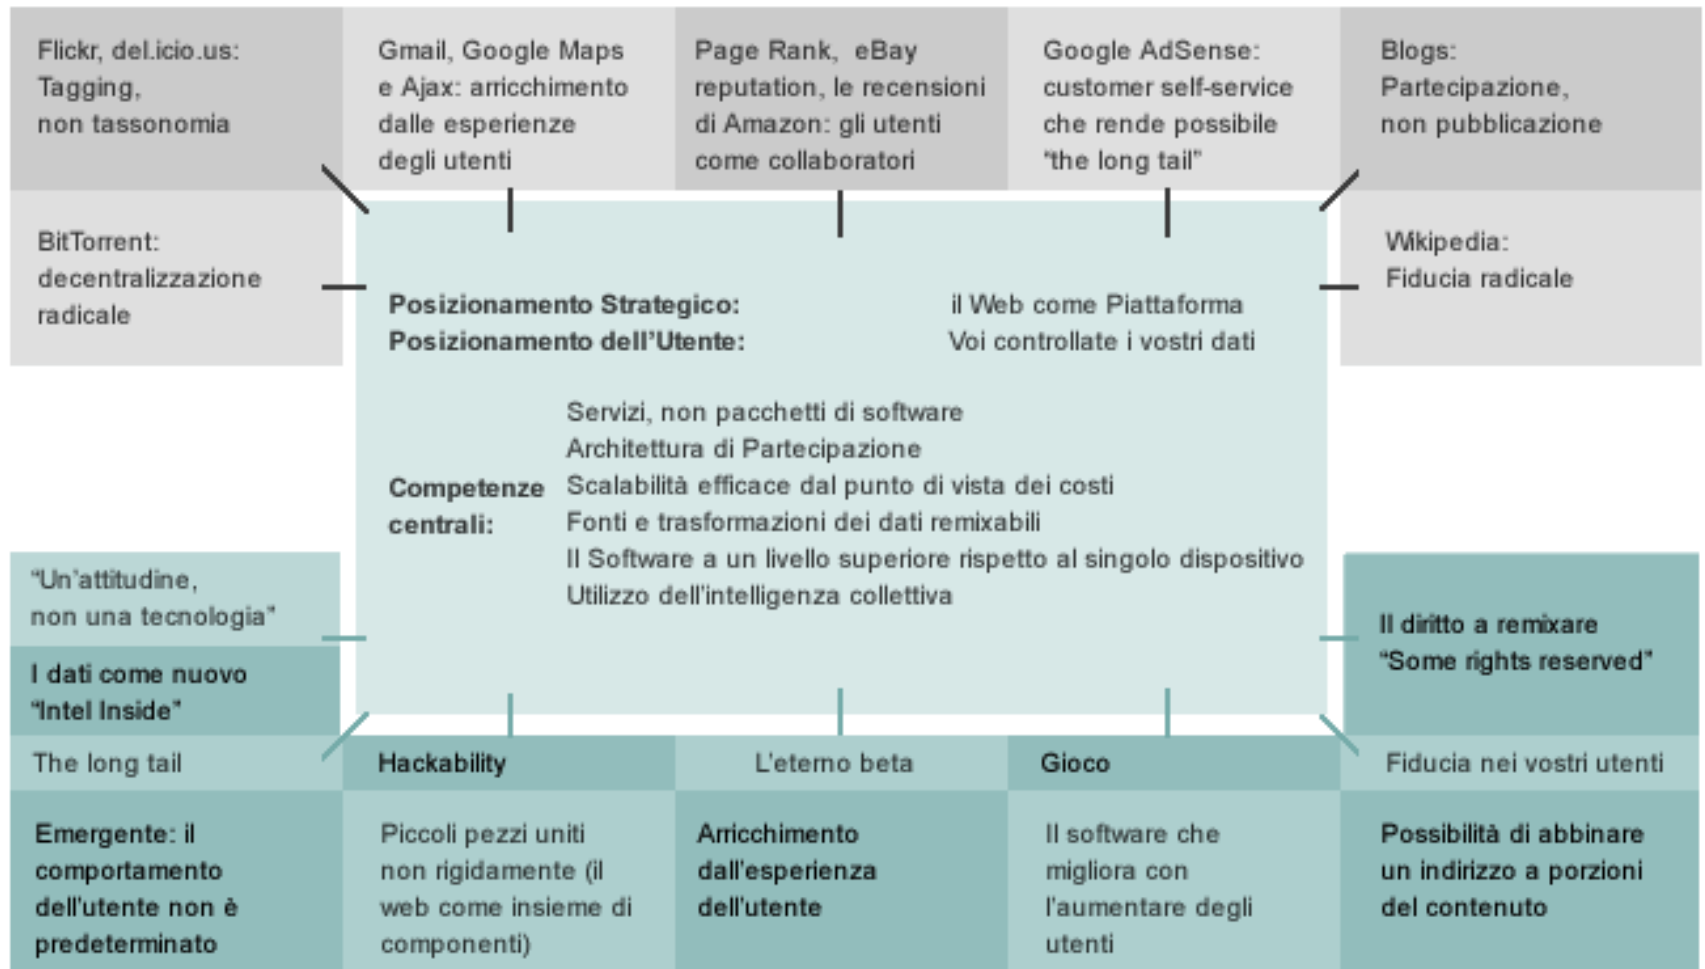 Flickr, del.icio.us:
Tagging,
non tassonomia
Gmail, Google Maps
e Ajax: arricchimento
dalle esperienze
degli utenti
Page Rank, eBay
reputation, le recensioni
di Amazon: gli utenti
come collaboratori
Google AdSense:
customer self-service
che rende possibile
“the long tail”
Blogs:
Partecipazione,
non pubblicazione
BitTorrent:
decentralizzazione
radicale
Wikipedia:
Fiducia radicale
Posizionamento Strategico: il Web come Piattaforma
Posizionamento dell'Utente: Voi controllate i vostri dati
Competenze
centrali:
Servizi, non pacchetti di software
Architettura di Partecipazione
Scalabilità efficace dal punto di vista dei costi
Fonti e trasformazioni dei dati remixabili
Il Software a un livello superiore rispetto al singolo dispositivo
Utilizzo dell'intelligenza collettiva
“Un'attitudine,
non una tecnologia”
I dati come nuovo
“Intel Inside”
Il diritto a remixare
“Some rights reserved”
The long tail
Hackability
L'eterno beta
Gioco
Fiducia nei vostri utenti
Emergente: il
comportamento
dell'utente non è
predeterminato
Piccoli pezzi uniti
non rigidamente (il
web come insieme di
componenti)
Arricchimento
dall'esperienza
dell'utente
Il software che
migliora con
l'aumentare degli
utenti
Possibilità di abbinare
un indirizzo a porzioni
del contenuto